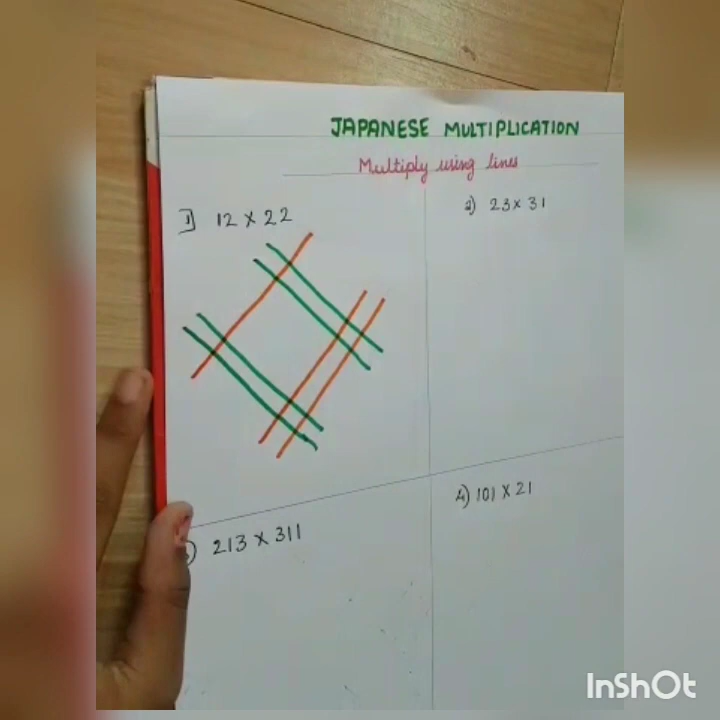 JAPANESE MULTIPLICATION
Multiply using lines
1) 12 x 22
2) 23 x 31
) 213 x 311
4) 101 x 21
InShOt